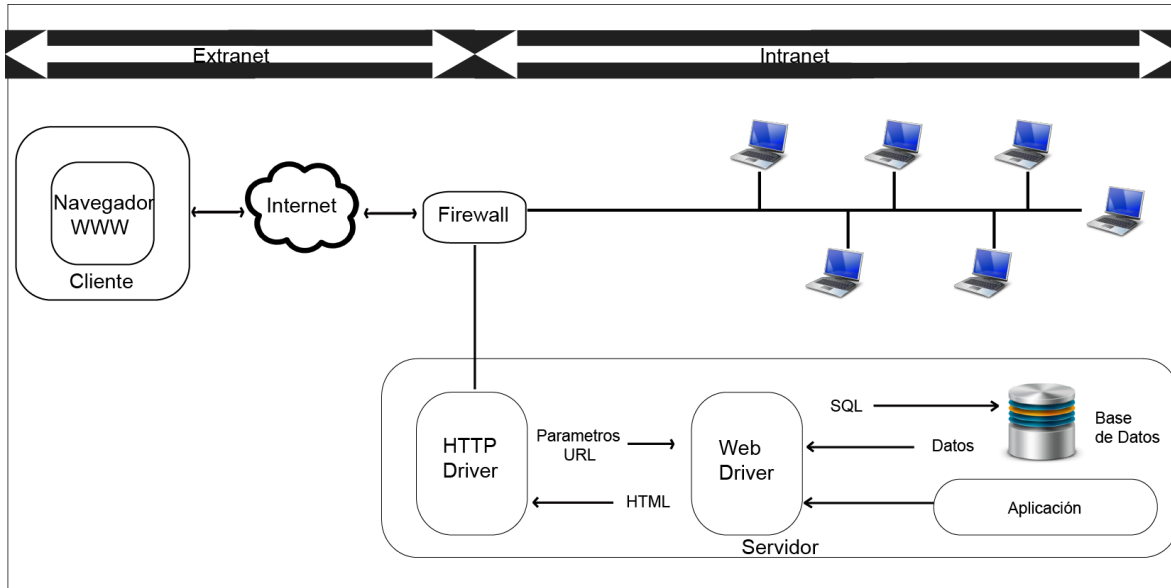 Extranet
Intranet
Navegador
WWW
Cliente
Internet
Firewall
HTTP
Driver
Parametros
URL
HTML
Web
Driver
SQL
Datos
Base
de Datos
Aplicación
Servidor